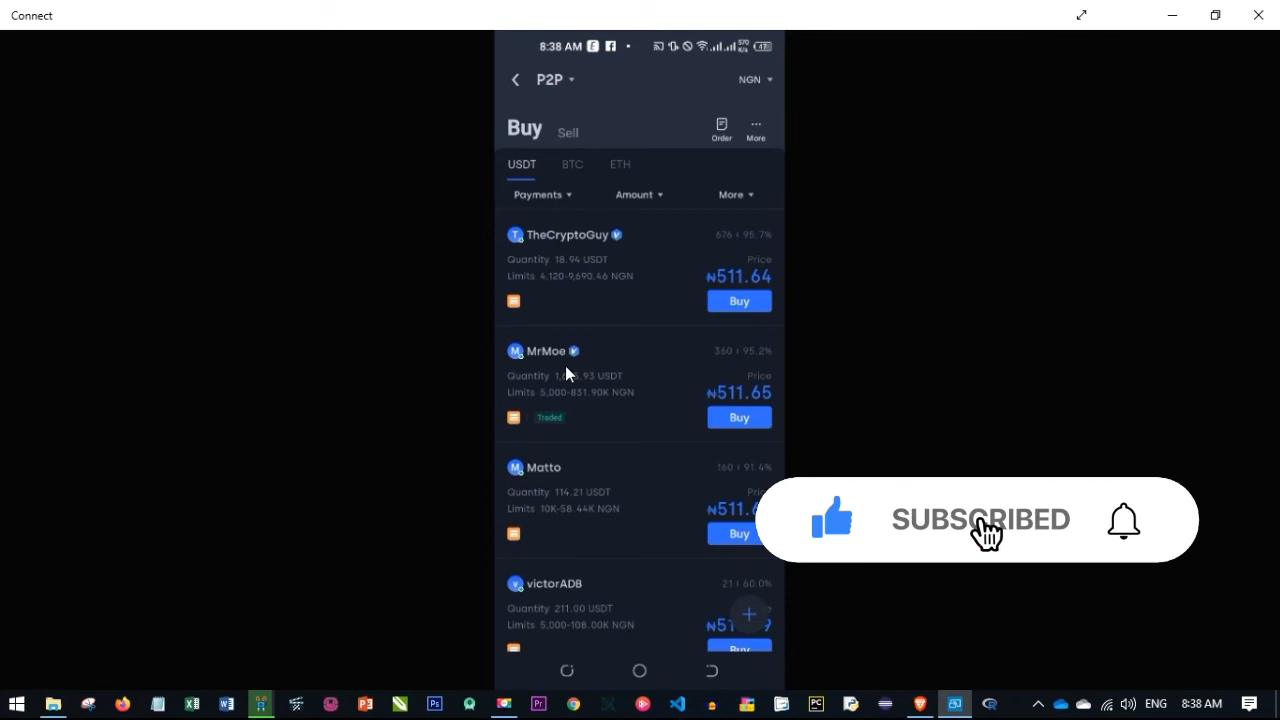 Connect
8:38 AM
P2P
NGN
Buy
Sell
Order
More
USDT
BTC
ETH
Payments
Amount
More
TheCryptoGuy
676 | 95.7%
Quantity 18.94 USDT
Price
Limits 4,120-9,690.46 NGN
₦511.64
Buy
MrMoe
360 | 95.2%
Quantity
USDT
Price
Limits 5,000-831.90K NGN
₦511.65
Traded
Buy
Matto
160 | 91.4%
Quantity 114.21 USDT
Limits 10K-58.44K NGN
Buy
SUBSCRIBED
victorADB
21 | 60.0%
Quantity 211.00 USDT
Limits 5,000-108.00K NGN
Buy
ENG
8:38 AM